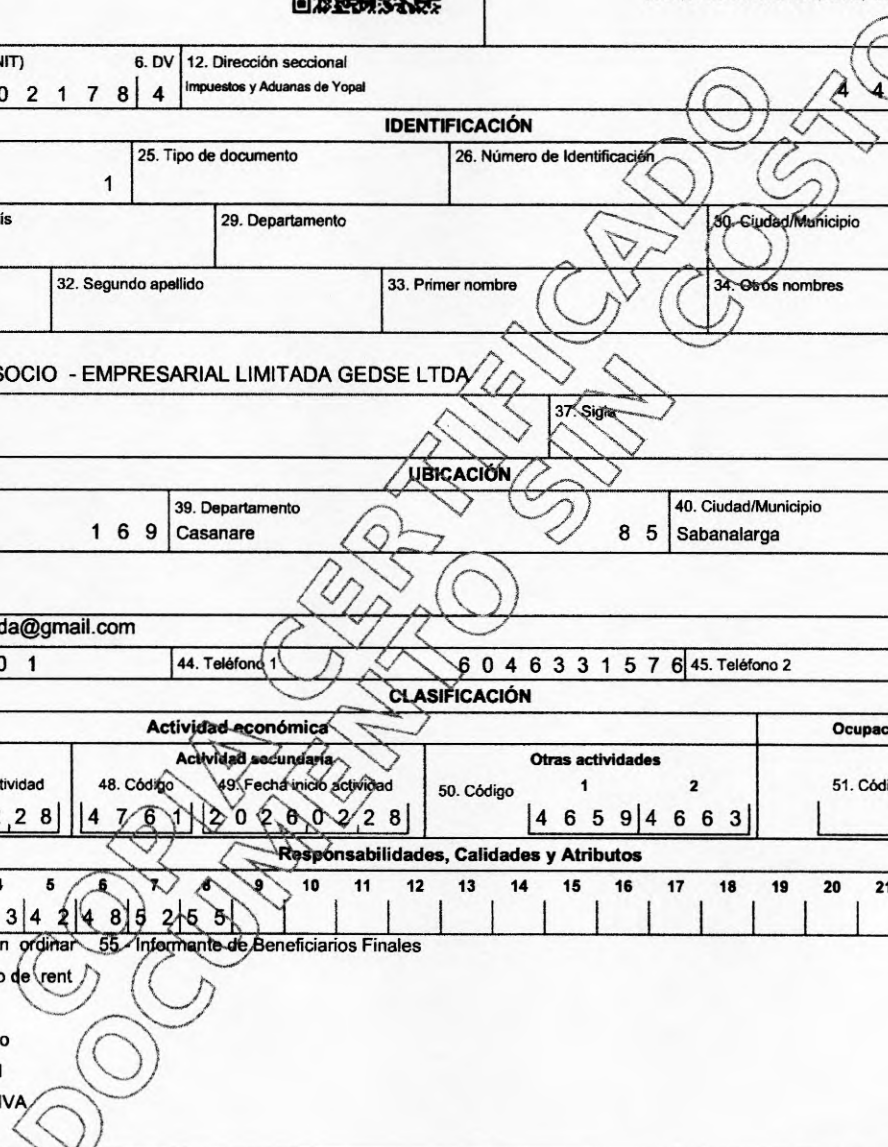 NIT) 6. DV 12. Dirección seccional
0 2 1 7 8 4 Impuestos y Aduanas de Yopal 4 4
IDENTIFICACIÓN
25. Tipo de documento 26. Número de Identificación
1
ís 29. Departamento 30. Ciudad/Municipio
32. Segundo apellido 33. Primer nombre 34. Otros nombres
SOCIO - EMPRESARIAL LIMITADA GEDSE LTDA
37. Sigla
UBICACIÓN
39. Departamento 40. Ciudad/Municipio
1 6 9 Casanare 8 5 Sabanalarga
da@gmail.com
0 1 44. Teléfono 1 6 0 4 6 3 3 1 5 7 6 45. Teléfono 2
CLASIFICACIÓN
Actividad económica Ocupac
Actividad secundaria Otras actividades
tividad 48. Código 49. Fecha inicio actividad 50. Código 1 2 51. Códi
2 8 4 7 6 1 2 0 2 6 0 2 2 8 4 6 5 9 4 6 6 3
Responsabilidades, Calidades y Atributos
4 5 6 7 8 9 10 11 12 13 14 15 16 17 18 19 20 21
3 4 2 4 8 5 2 5 5
n ordinar 55 - Informante de Beneficiarios Finales
o de rent
o
l
IVA
COPIA CERTIFICADO
DOCUMENTO SIN COSTO